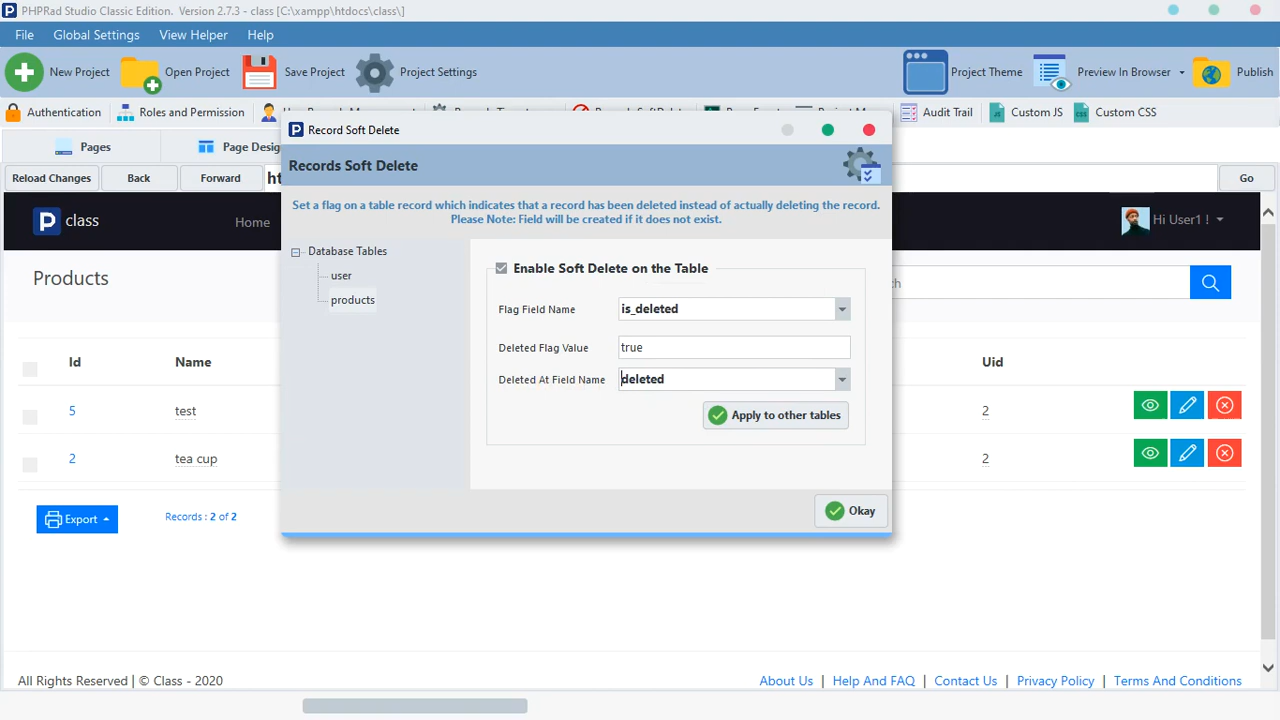 PHPRad Studio Classic Edition. Version 2.7.3 - class [C:\xampp\htdocs\class\]
File Global Settings View Helper Help
New Project Open Project Save Project Project Settings Project Theme Preview In Browser Publish
Authentication Roles and Permission Audit Trail Custom JS Custom CSS
Record Soft Delete
Pages Page Desig
Records Soft Delete
Reload Changes Back Forward ht Go
Set a flag on a table record which indicates that a record has been deleted instead of actually deleting the record.
Please Note: Field will be created if it does not exist.
class Home Hi User1 !
Database Tables
user
products
Enable Soft Delete on the Table
Flag Field Name is_deleted
Deleted Flag Value true
Deleted At Field Name deleted
Apply to other tables
Okay
Products ch
Id Name Uid
5 test 2
2 tea cup 2
Export Records : 2 of 2
All Rights Reserved | © Class - 2020 About Us | Help And FAQ | Contact Us | Privacy Policy | Terms And Conditions